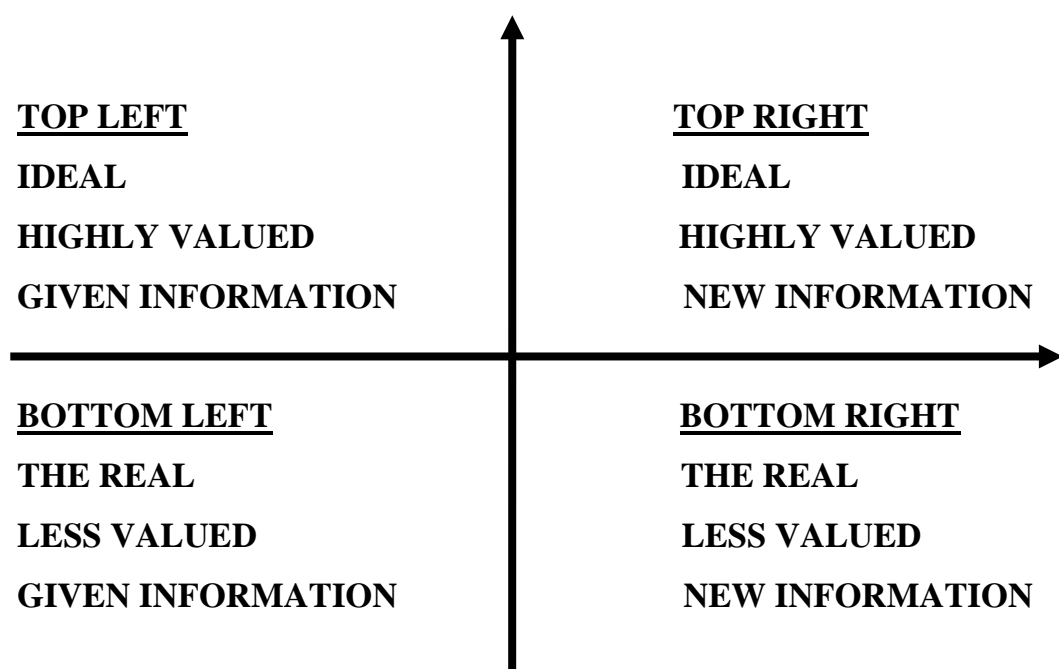 TOP LEFT
IDEAL
HIGHLY VALUED
GIVEN INFORMATION
TOP RIGHT
IDEAL
HIGHLY VALUED
NEW INFORMATION
BOTTOM LEFT
THE REAL
LESS VALUED
GIVEN INFORMATION
BOTTOM RIGHT
THE REAL
LESS VALUED
NEW INFORMATION